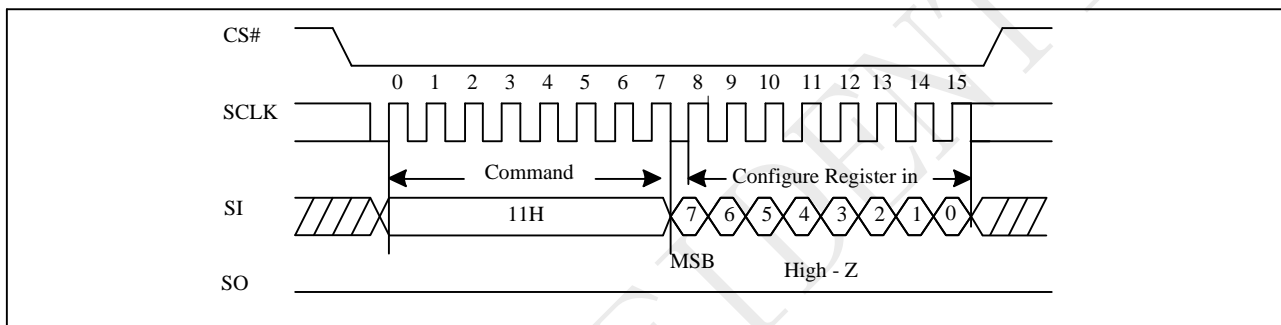 CS#
0 1 2 3 4 5 6 7 8 9 10 11 12 13 14 15
SCLK
Command Configure Register in
SI 11H 7 6 5 4 3 2 1 0
MSB High - Z
SO